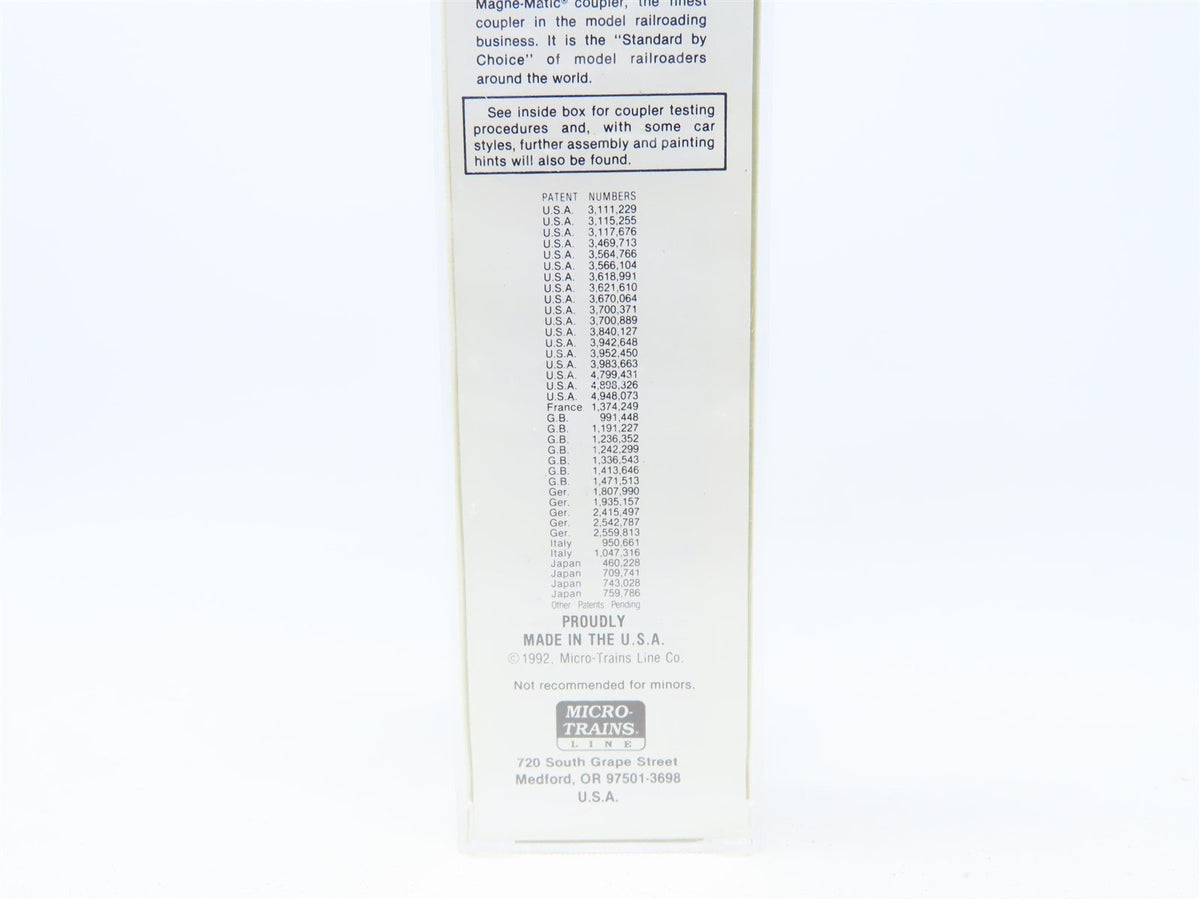 Magne-Matic® coupler, the finest
coupler in the model railroading
business. It is the "Standard by
Choice" of model railroaders
around the world.
See inside box for coupler testing
procedures and, with some car
styles, further assembly and painting
hints will also be found.
PATENT NUMBERS
U.S.A. 3,111,229
U.S.A. 3,115,255
U.S.A. 3,117,676
U.S.A. 3,469,713
U.S.A. 3,564,766
U.S.A. 3,566,104
U.S.A. 3,618,991
U.S.A. 3,621,610
U.S.A. 3,670,064
U.S.A. 3,700,371
U.S.A. 3,700,889
U.S.A. 3,840,127
U.S.A. 3,942,648
U.S.A. 3,952,450
U.S.A. 3,983,663
U.S.A. 4,799,431
U.S.A. 4,898,326
U.S.A. 4,948,073
France 1,374,249
G.B. 991,448
G.B. 1,191,227
G.B. 1,236,352
G.B. 1,242,299
G.B. 1,336,543
G.B. 1,413,646
G.B. 1,471,513
Ger. 1,807,990
Ger. 1,935,157
Ger. 2,415,497
Ger. 2,542,787
Ger. 2,559,813
Italy 950,661
Italy 1,047,316
Japan 460,228
Japan 709,741
Japan 743,028
Japan 759,786
Other Patents Pending
PROUDLY
MADE IN THE U.S.A.
©1992, Micro-Trains Line Co.
Not recommended for minors.
MICRO-
TRAINS
LINE
720 South Grape Street
Medford, OR 97501-3698
U.S.A.